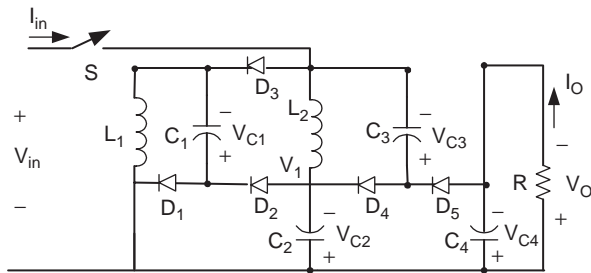 I_in
S
D_3
I_O
+
V_in
−
L_1
C_1
−
V_C1
+
L_2
V_1
C_3
−
V_C3
+
R
−
V_O
+
D_1
D_2
D_4
D_5
C_2
−
V_C2
+
C_4
−
V_C4
+